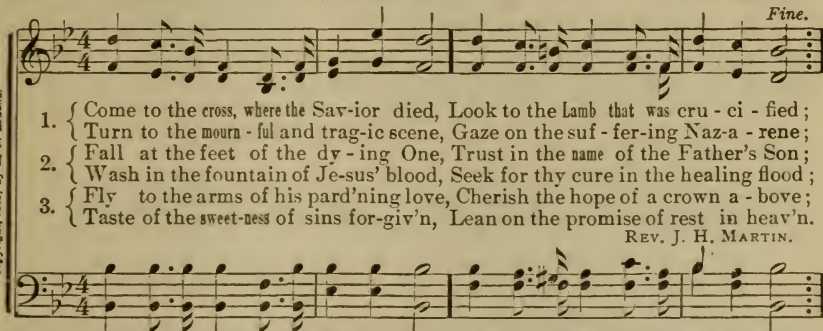 Fine.
1. { Come to the cross, where the Sav-ior died, Look to the Lamb that was cru - ci - fied ;
{ Turn to the mourn - ful and trag-ic scene, Gaze on the suf - fer-ing Naz-a - rene ;
2. { Fall at the feet of the dy - ing One, Trust in the name of the Father's Son ;
{ Wash in the fountain of Je-sus' blood, Seek for thy cure in the healing flood ;
3. { Fly to the arms of his pard'ning love, Cherish the hope of a crown a - bove ;
{ Taste of the sweet-ness of sins for-giv'n, Lean on the promise of rest in heav'n.
REV. J. H. MARTIN.